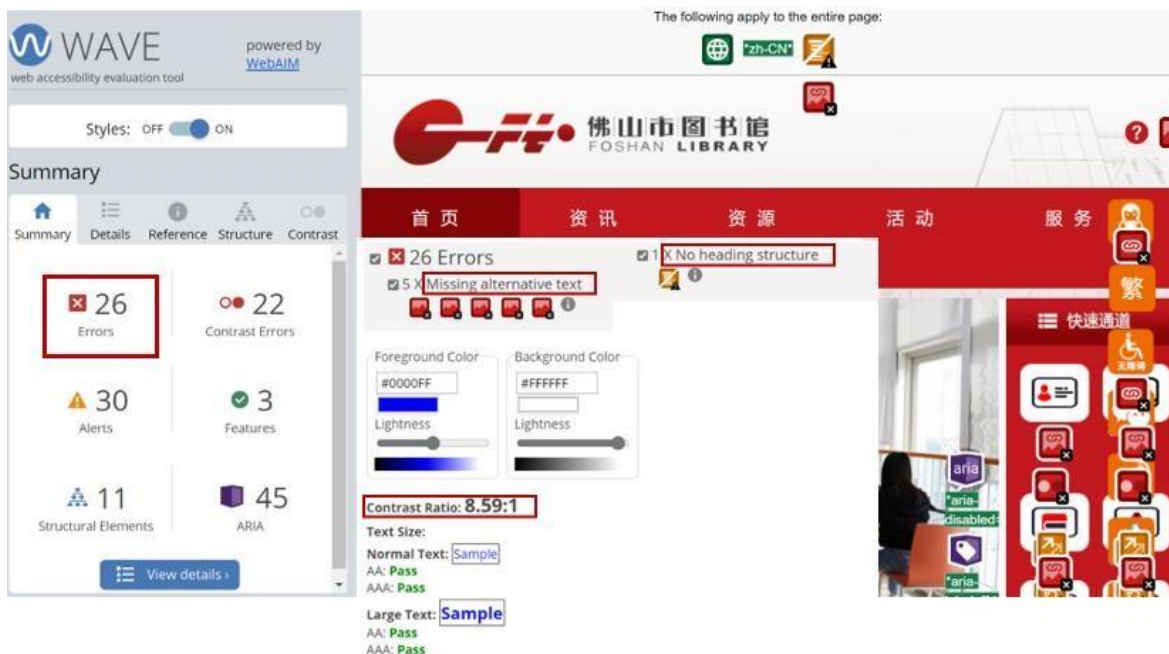 WAVE
web accessibility evaluation tool
powered by
WebAIM
Styles: OFF ON
Summary
Summary Details Reference Structure Contrast
26
Errors
22
Contrast Errors
30
Alerts
3
Features
11
Structural Elements
45
ARIA
View details ›
The following apply to the entire page:
*zh-CN*
佛山市图书馆
FOSHAN LIBRARY
首页 资讯 资源 活动 服务
26 Errors
5 X Missing alternative text
1 X No heading structure
Foreground Color
#0000FF
Lightness
Background Color
#FFFFFF
Lightness
Contrast Ratio: 8.59:1
Text Size:
Normal Text: Sample
AA: Pass
AAA: Pass
Large Text: Sample
AA: Pass
AAA: Pass
繁
快速通道
无障碍
aria
*aria-
disabled=
*aria-